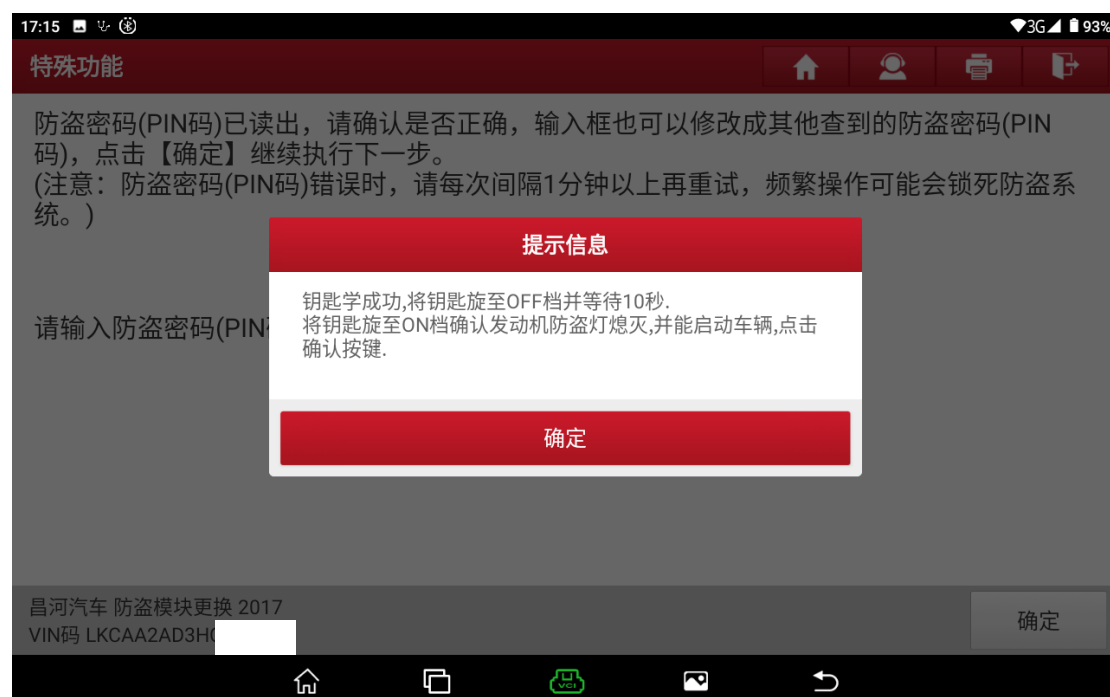 17:15
3G 93%
特殊功能
防盗密码(PIN码)已读出，请确认是否正确，输入框也可以修改成其他查到的防盗密码(PIN
码)，点击【确定】继续执行下一步。
(注意：防盗密码(PIN码)错误时，请每次间隔1分钟以上再重试，频繁操作可能会锁死防盗系
统。)
提示信息
钥匙学成功,将钥匙旋至OFF档并等待10秒.
将钥匙旋至ON档确认发动机防盗灯熄灭,并能启动车辆,点击
确认按键.
请输入防盗密码(PIN
确定
昌河汽车 防盗模块更换 2017
VIN码 LKCAA2AD3H
确定
VCI